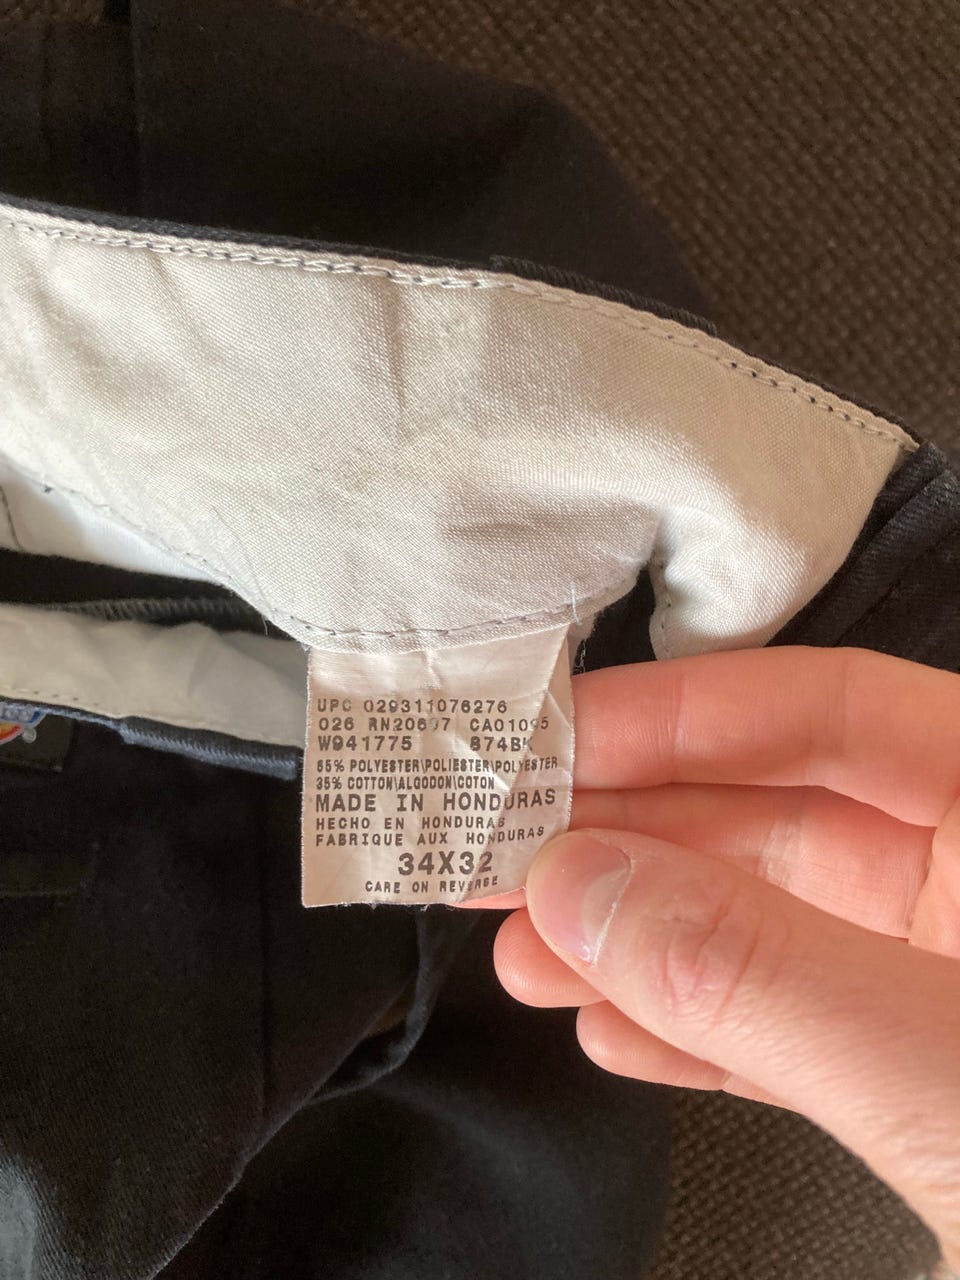 UPC 029311076276
026 RN20697 CA01095
W941775 874BK
65% POLYESTER\POLIESTER\POLYESTER
35% COTTON\ALGODON\COTON
MADE IN HONDURAS
HECHO EN HONDURAS
FABRIQUE AUX HONDURAS
34X32
CARE ON REVERSE